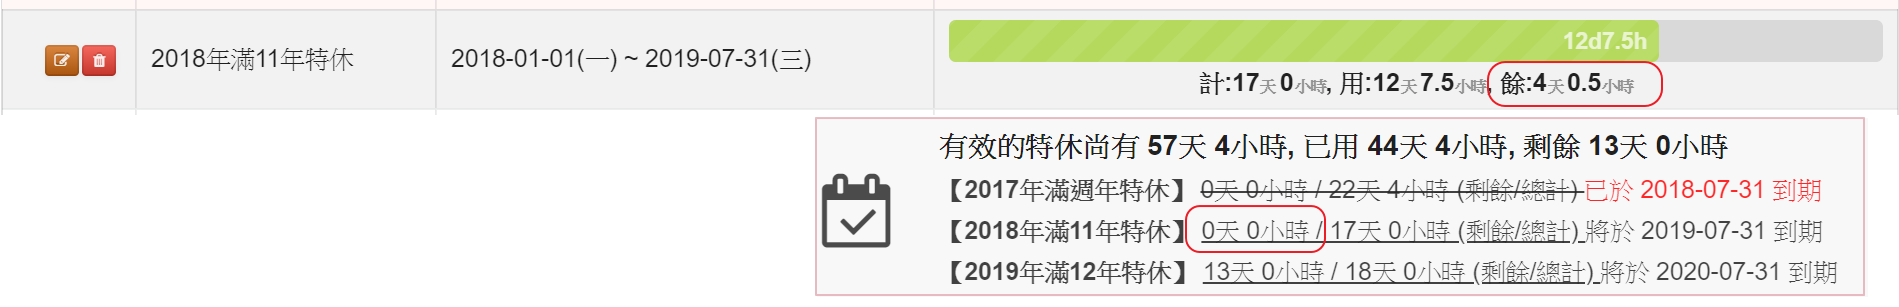 12d7.5h
2018年滿11年特休 2018-01-01(一) ~ 2019-07-31(三)
計:17天0小時, 用:12天7.5小時, 餘:4天0.5小時
有效的特休尚有 57天 4小時, 已用 44天 4小時, 剩餘 13天 0小時
【2017年滿週年特休】 0天 0小時 / 22天 4小時 (剩餘/總計) 已於 2018-07-31 到期
【2018年滿11年特休】 0天 0小時 / 17天 0小時 (剩餘/總計) 將於 2019-07-31 到期
【2019年滿12年特休】 13天 0小時 / 18天 0小時 (剩餘/總計) 將於 2020-07-31 到期